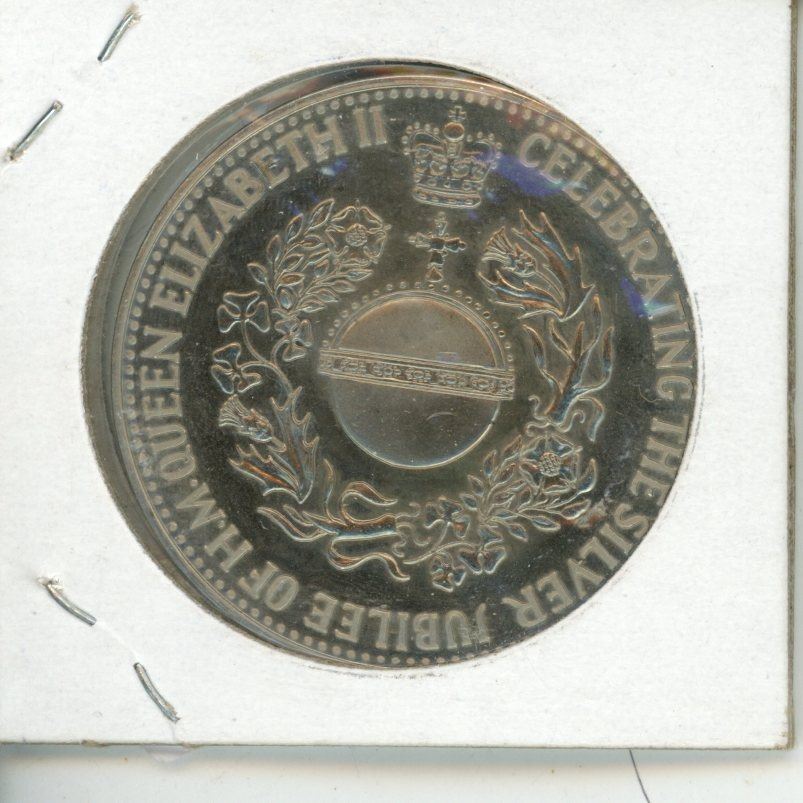 CELEBRATING THE SILVER JUBILEE OF H.M. QUEEN ELIZABETH II